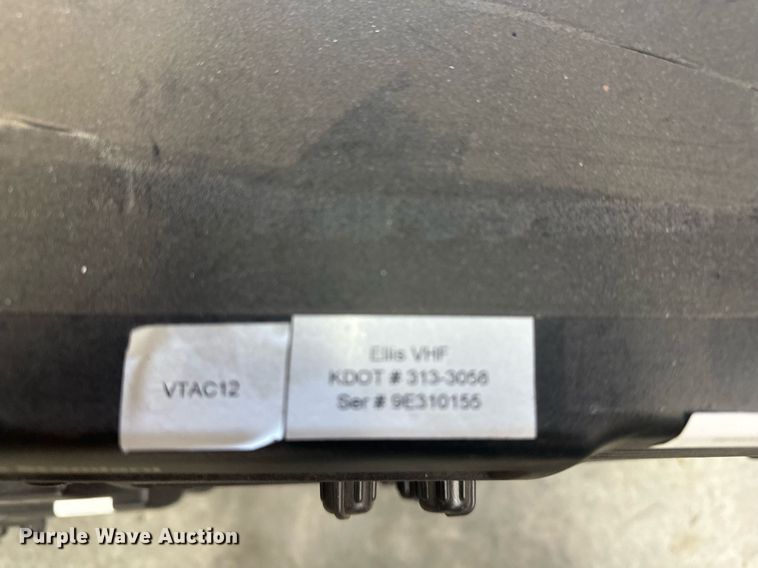 VTAC12
Ellis VHF
KDOT # 313-3058
Ser # 9E310155
Purple Wave Auction